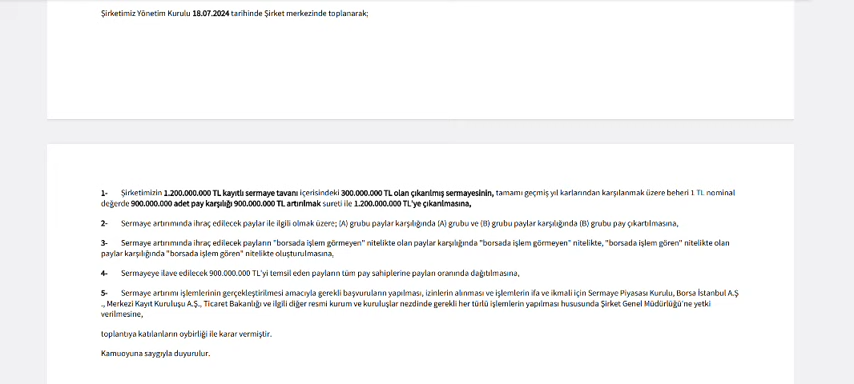 Şirketimiz Yönetim Kurulu 18.07.2024 tarihinde Şirket merkezinde toplanarak;
1- Şirketimizin 1.200.000.000 TL kayıtlı sermaye tavanı içerisindeki 300.000.000 TL olan çıkarılmış sermayesinin, tamamı geçmiş yıl karlarından karşılanmak üzere beheri 1 TL nominal
değerde 900.000.000 adet pay karşılığı 900.000.000 TL artırılmak sureti ile 1.200.000.000 TL'ye çıkarılmasına,
2- Sermaye artırımında ihraç edilecek paylar ile ilgili olmak üzere; (A) grubu paylar karşılığında (A) grubu ve (B) grubu paylar karşılığında (B) grubu pay çıkartılmasına,
3- Sermaye artırımında ihraç edilecek payların "borsada işlem görmeyen" nitelikte olan paylar karşılığında "borsada işlem görmeyen" nitelikte, "borsada işlem gören" nitelikte olan
paylar karşılığında "borsada işlem gören" nitelikte oluşturulmasına,
4- Sermayeye ilave edilecek 900.000.000 TL'yi temsil eden payların tüm pay sahiplerine payları oranında dağıtılmasına,
5- Sermaye artırımı işlemlerinin gerçekleştirilmesi amacıyla gerekli başvuruların yapılması, izinlerin alınması ve işlemlerin ifa ve ikmali için Sermaye Piyasası Kurulu, Borsa İstanbul A.Ş
., Merkezi Kayıt Kuruluşu A.Ş., Ticaret Bakanlığı ve ilgili diğer resmi kurum ve kuruluşlar nezdinde gerekli her türlü işlemlerin yapılması hususunda Şirket Genel Müdürlüğü'ne yetki
verilmesine,
toplantıya katılanların oybirliği ile karar vermiştir.
Kamuoyuna saygıyla duyurulur.